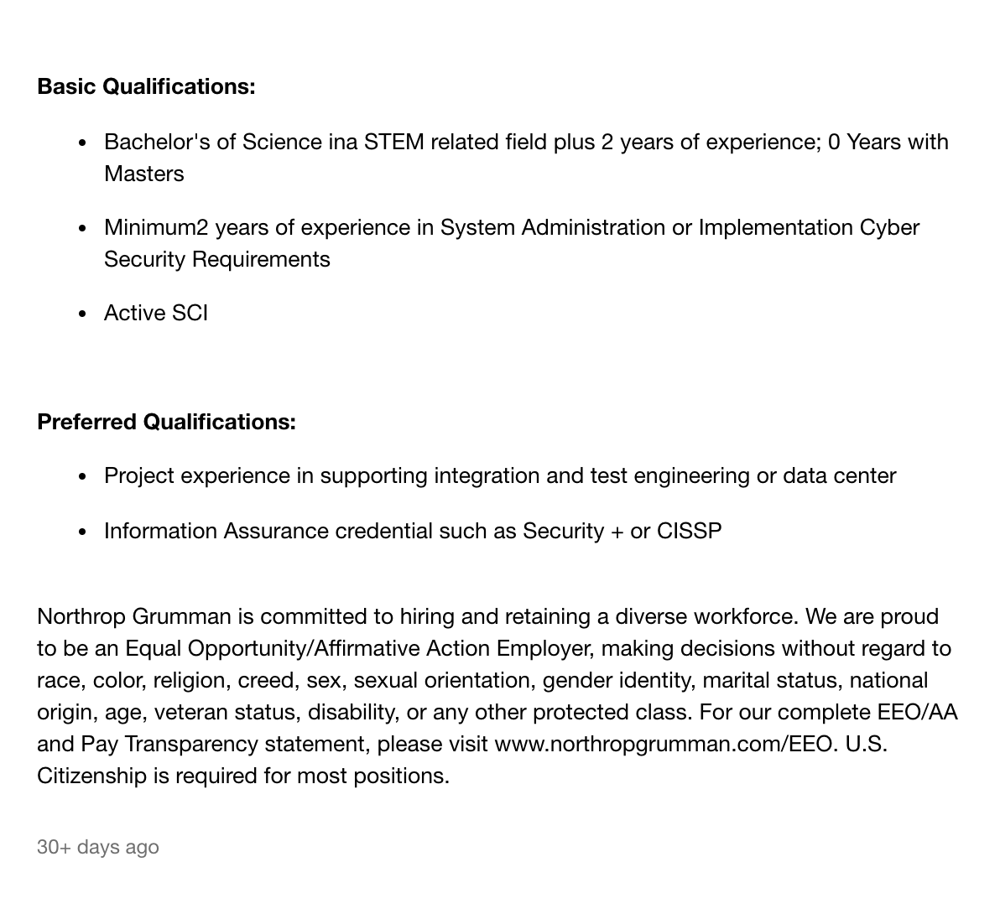 Basic Qualifications:
Bachelor's of Science ina STEM related field plus 2 years of experience; 0 Years with
Masters
Minimum2 years of experience in System Administration or Implementation Cyber
Security Requirements
Active SCI
Preferred Qualifications:
Project experience in supporting integration and test engineering or data center
Information Assurance credential such as Security + or CISSP
Northrop Grumman is committed to hiring and retaining a diverse workforce. We are proud
to be an Equal Opportunity/Affirmative Action Employer, making decisions without regard to
race, color, religion, creed, sex, sexual orientation, gender identity, marital status, national
origin, age, veteran status, disability, or any other protected class. For our complete EEO/AA
and Pay Transparency statement, please visit www.northropgrumman.com/EEO. U.S.
Citizenship is required for most positions.
30+ days ago